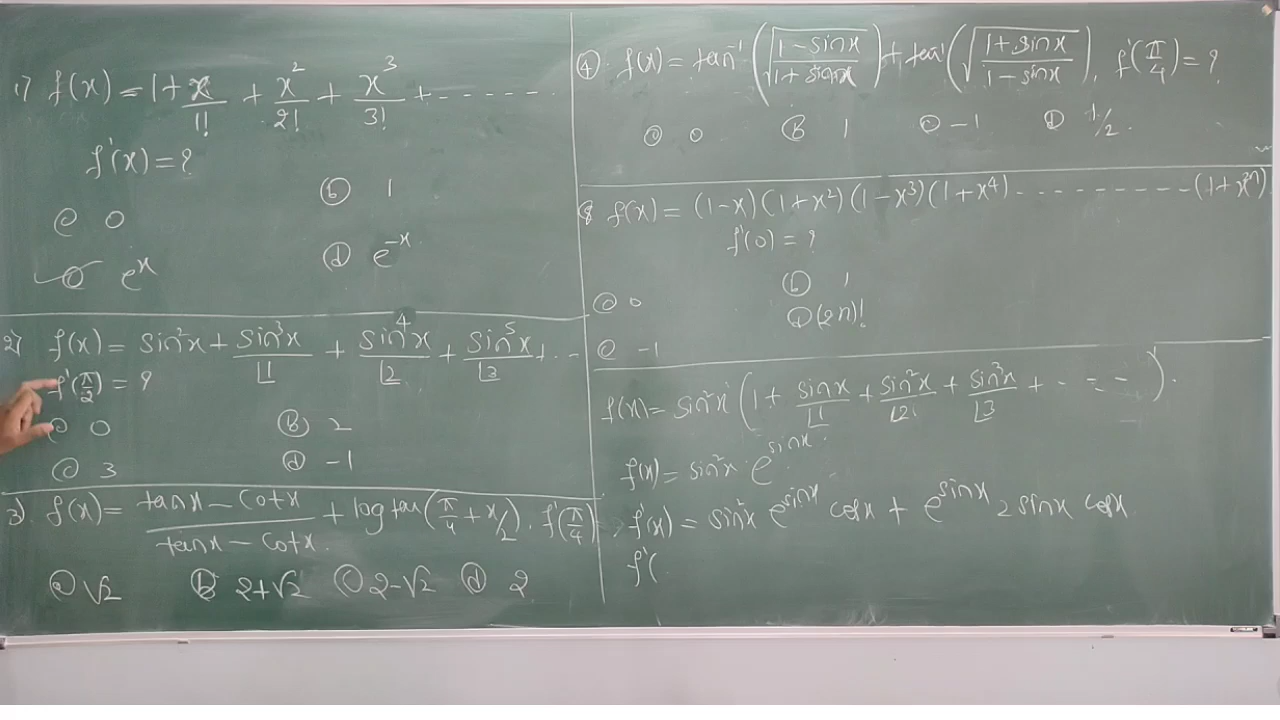 1) f(x) = 1 + x/1! + x²/2! + x³/3! + - - - - - -
f'(x) = ?
ⓐ 0 ⓑ 1
ⓒ e^x ⓓ e^-x
2) f(x) = sin²x + sin³x/⌊1 + sin⁴x/⌊2 + sin⁵x/⌊3 + - -
f'(π/2) = ?
ⓐ 0 Ⓑ 2
ⓒ 3 ⓓ -1
3) f(x) = tanx - cotx/tanx - cotx + log tan(π/4 + x/2). f'(π/4)
ⓐ √2 ⓑ 2+√2 ⓒ 2-√2 ⓓ 2
④ f(x) = tan⁻¹(√(1-sinx/1+sinx)) + tan⁻¹(√(1+sinx/1-sinx)), f'(π/4) = ?
ⓐ 0 Ⓑ 1 ⓒ -1 ⓓ 1/2.
f(x) = (1-x)(1+x²)(1-x³)(1+x⁴) - - - - - - - - - (1+x²ⁿ)
f'(0) = ?
ⓐ 0 ⓑ 1
ⓒ -1 ⓓ (2n)!
f(x) = sin²x (1 + sinx/⌊1 + sin²x/⌊2 + sin³x/⌊3 + - - - -).
f(x) = sin²x · e^sinx.
f'(x) = sin²x e^sinx cosx + e^sinx 2 sinx cosx.
f'(